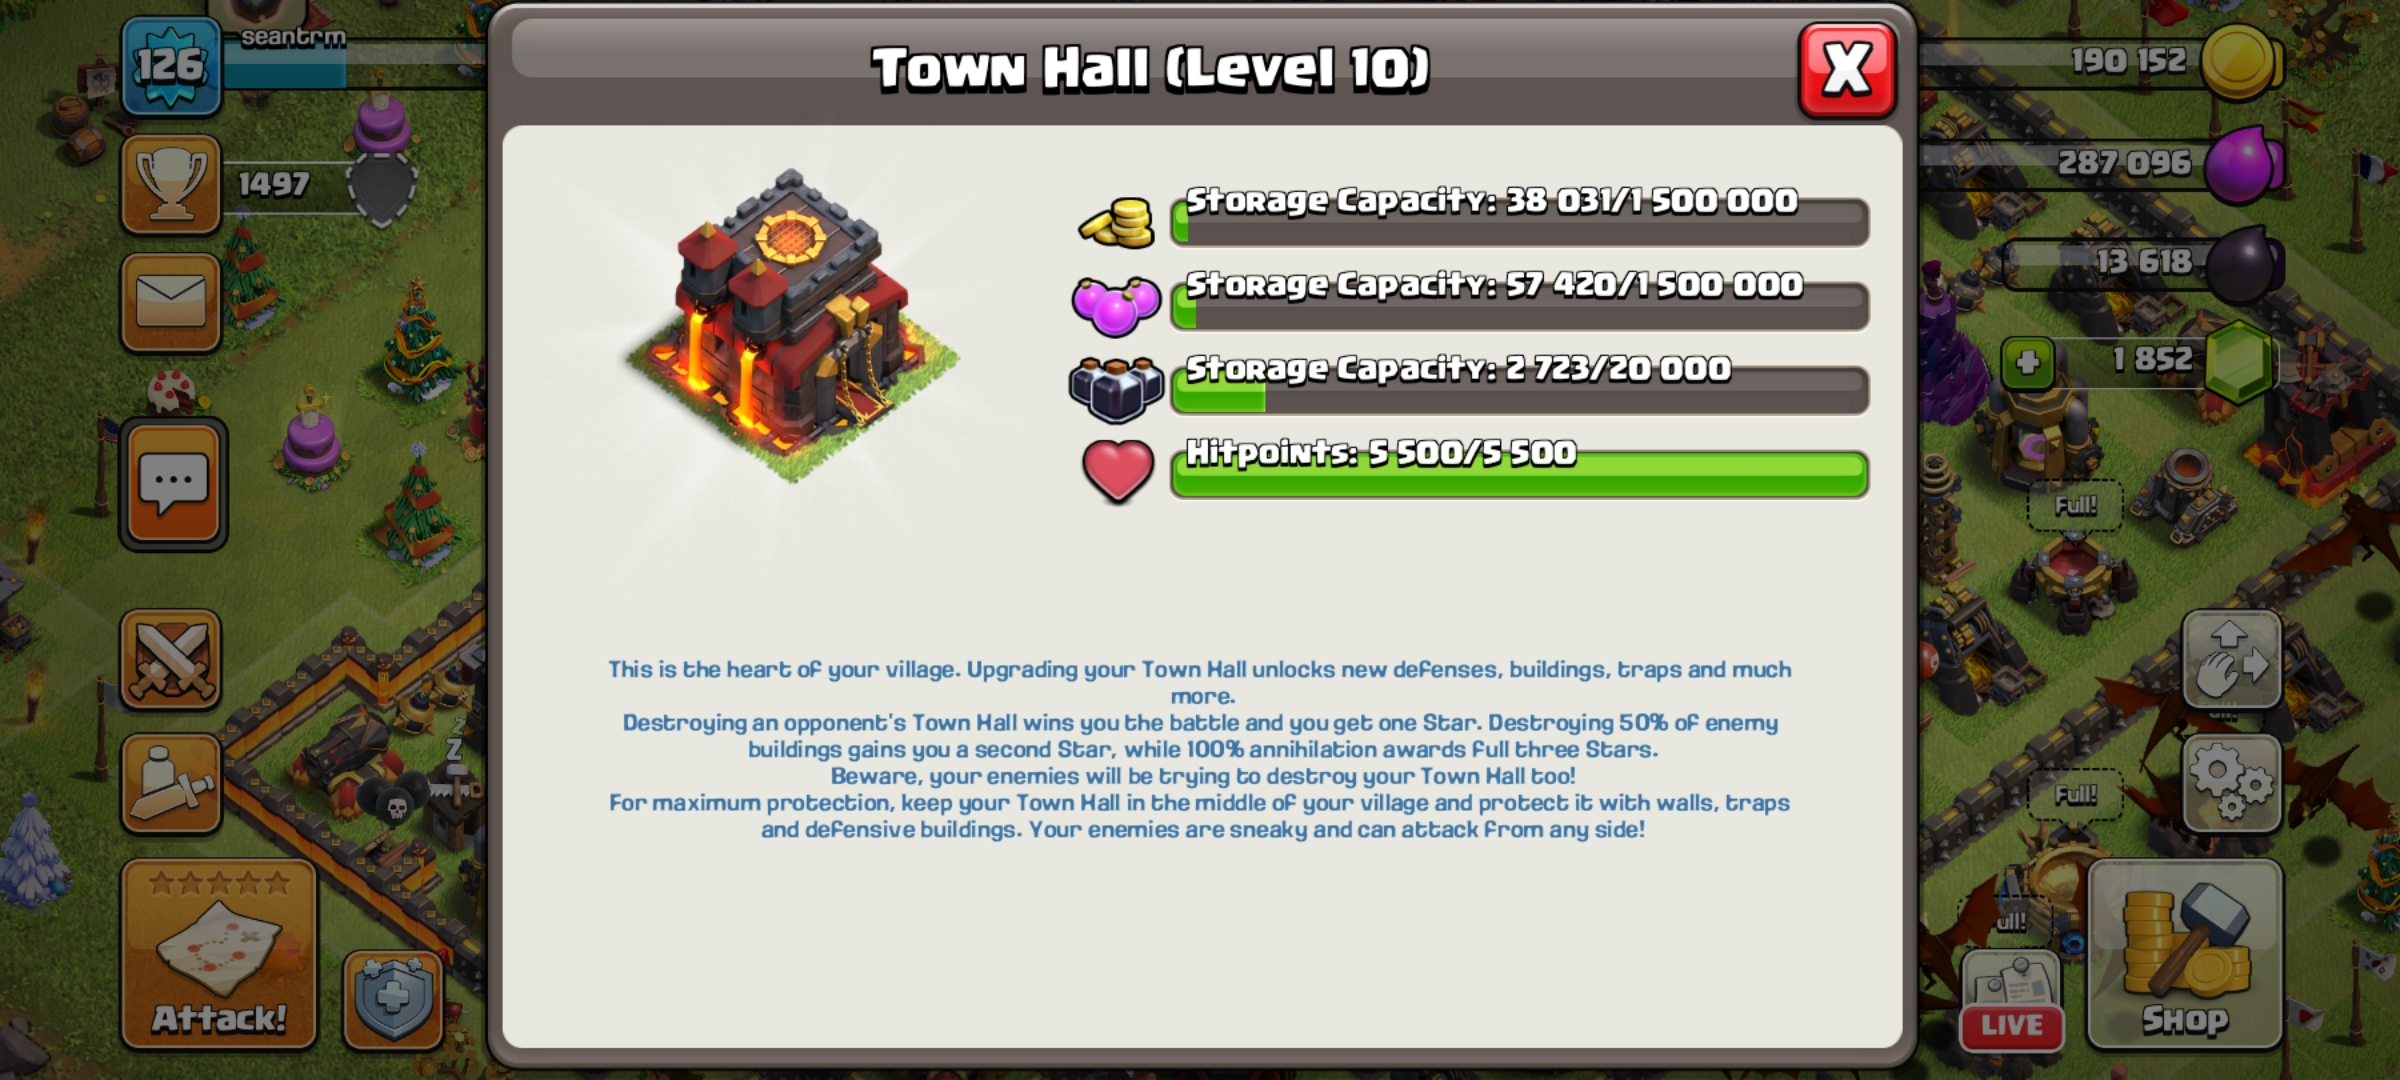 126
seantrm
Town Hall (Level 10)
X
190 152
1497
Storage Capacity: 38 031/1 500 000
287 096
Storage Capacity: 57 420/1 500 000
13 618
Storage Capacity: 2 723/20 000
1 852
Hitpoints: 5 500/5 500
Full!
This is the heart of your village. Upgrading your Town Hall unlocks new defenses, buildings, traps and much
more.
Destroying an opponent's Town Hall wins you the battle and you get one Star. Destroying 50% of enemy
buildings gains you a second Star, while 100% annihilation awards full three Stars.
Beware, your enemies will be trying to destroy your Town Hall too!
For maximum protection, keep your Town Hall in the middle of your village and protect it with walls, traps
and defensive buildings. Your enemies are sneaky and can attack from any side!
z
Z
Full!
Attack!
LIVE
Shop